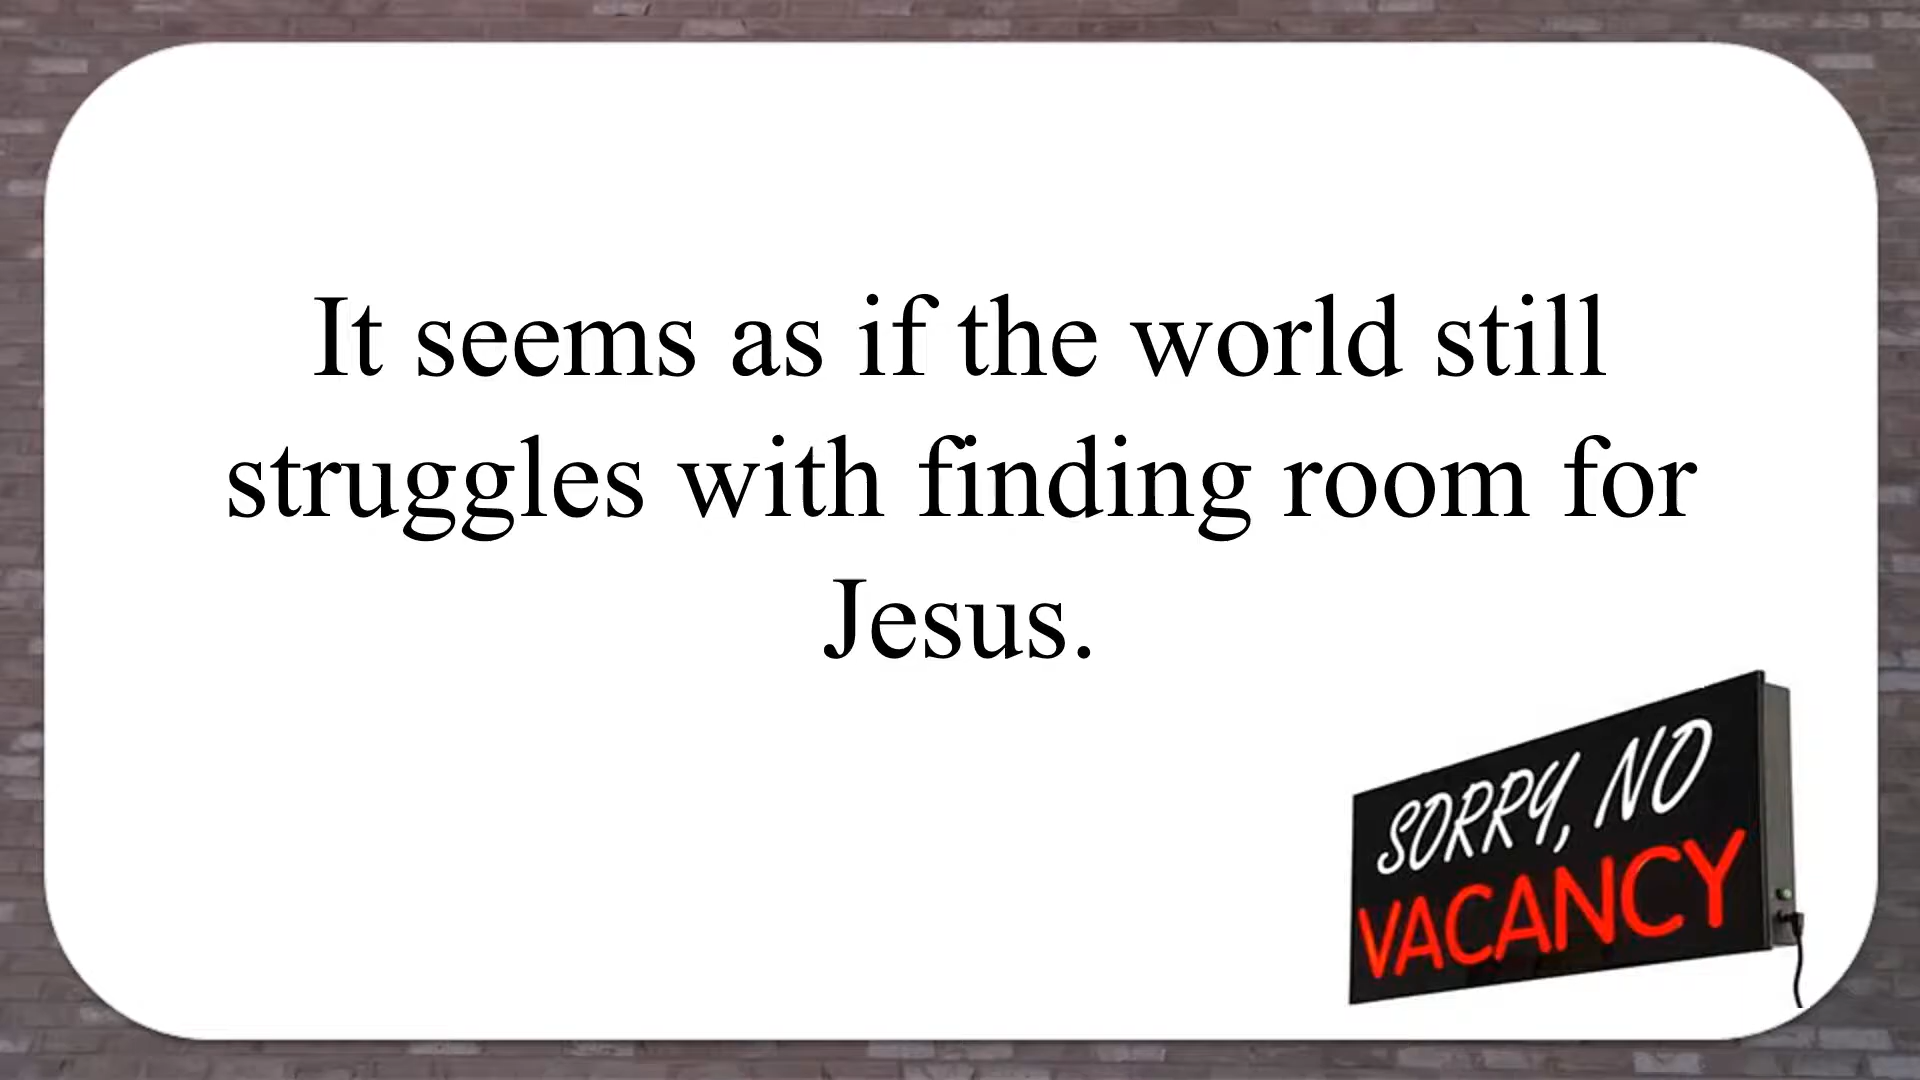 It seems as if the world still
struggles with finding room for
Jesus.
SORRY, NO
VACANCY